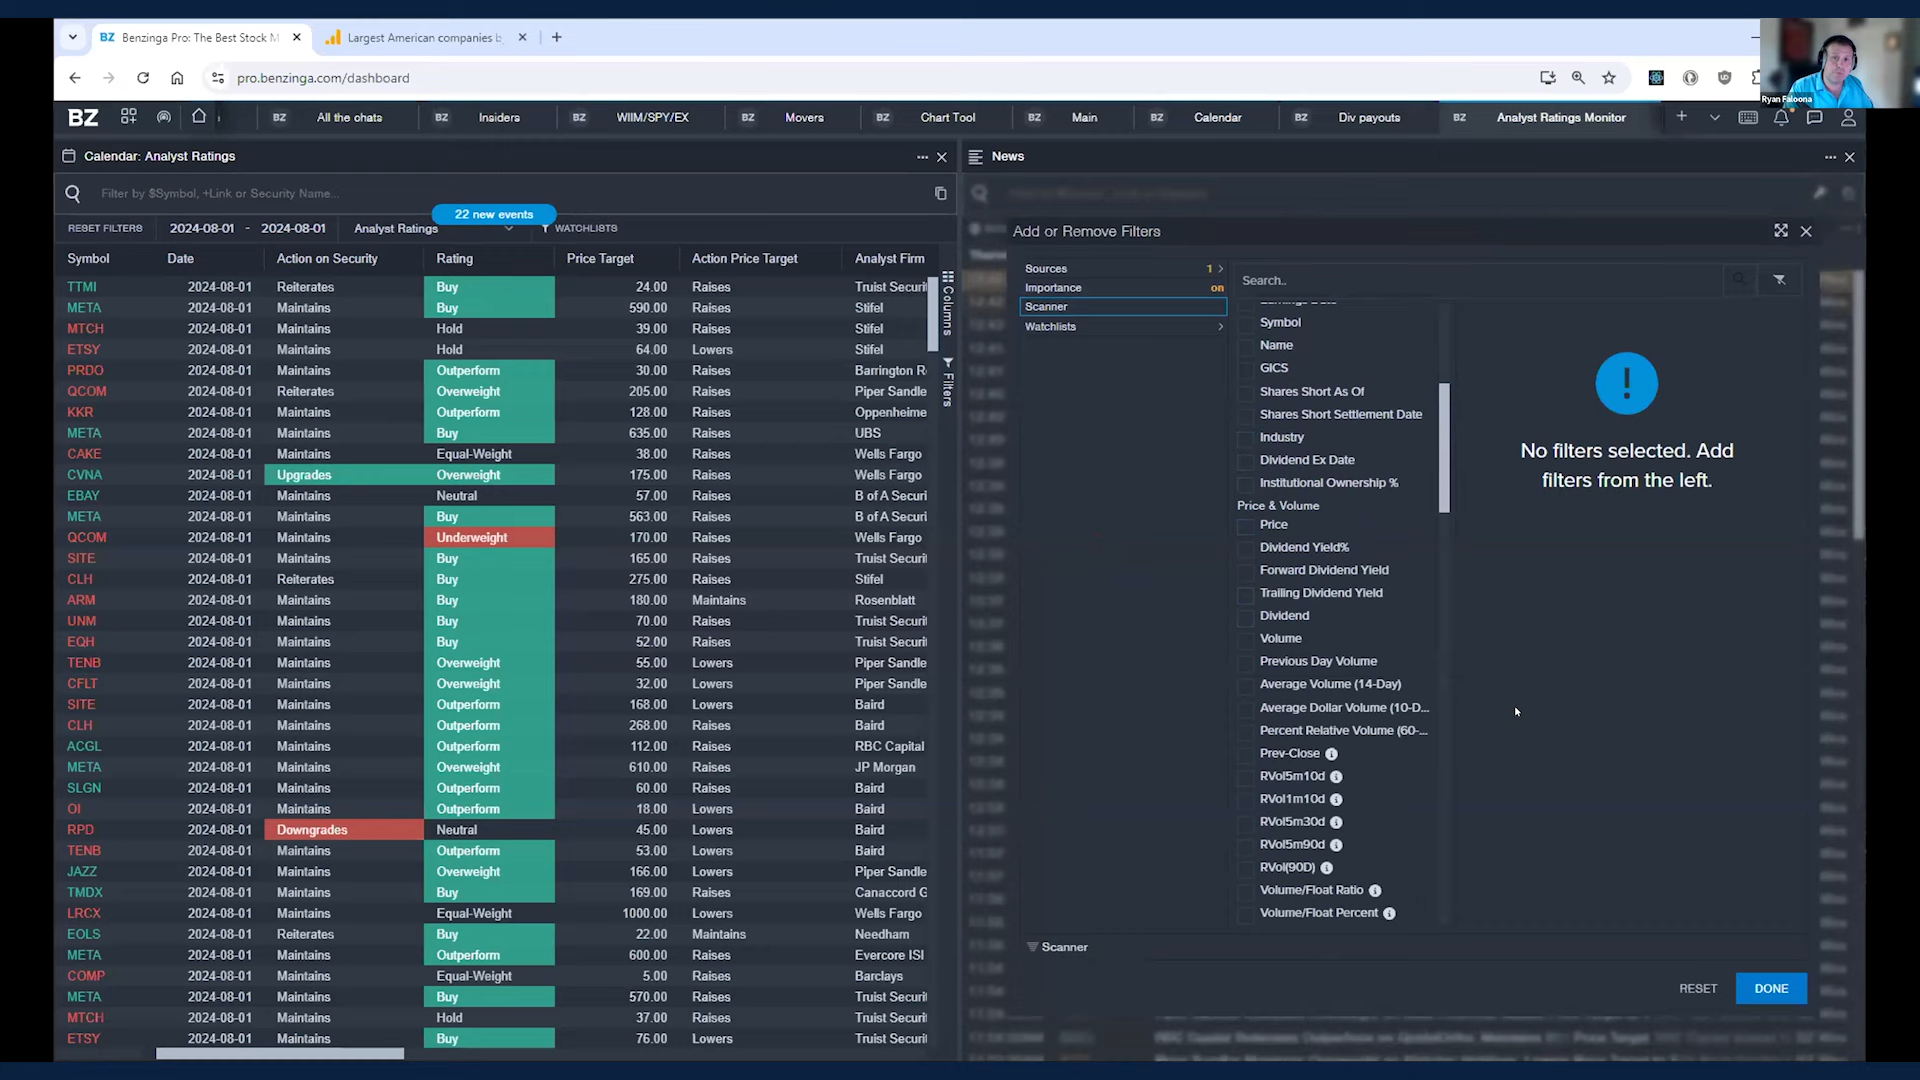 BZ Benzinga Pro: The Best Stock M
Largest American companies b
pro.benzinga.com/dashboard
Ryan Faloona
BZ
BZ All the chats
BZ Insiders
BZ WIIM/SPY/EX
BZ Movers
BZ Chart Tool
BZ Main
BZ Calendar
BZ Div payouts
BZ Analyst Ratings Monitor
Calendar: Analyst Ratings
Filter by $Symbol, +Link or Security Name...
22 new events
RESET FILTERS 2024-08-01 - 2024-08-01 Analyst Ratings WATCHLISTS
Symbol Date Action on Security Rating Price Target Action Price Target Analyst Firm
TTMI 2024-08-01 Reiterates Buy 24.00 Raises Truist Securi
META 2024-08-01 Maintains Buy 590.00 Raises Stifel
MTCH 2024-08-01 Maintains Hold 39.00 Raises Stifel
ETSY 2024-08-01 Maintains Hold 64.00 Lowers Stifel
PRDO 2024-08-01 Maintains Outperform 30.00 Raises Barrington R
QCOM 2024-08-01 Reiterates Overweight 205.00 Raises Piper Sandle
KKR 2024-08-01 Maintains Outperform 128.00 Raises Oppenheime
META 2024-08-01 Maintains Buy 635.00 Raises UBS
CAKE 2024-08-01 Maintains Equal-Weight 38.00 Raises Wells Fargo
CVNA 2024-08-01 Upgrades Overweight 175.00 Raises Wells Fargo
EBAY 2024-08-01 Maintains Neutral 57.00 Raises B of A Securi
META 2024-08-01 Maintains Buy 563.00 Raises B of A Securi
QCOM 2024-08-01 Maintains Underweight 170.00 Raises Wells Fargo
SITE 2024-08-01 Maintains Buy 165.00 Raises Truist Securi
CLH 2024-08-01 Reiterates Buy 275.00 Raises Stifel
ARM 2024-08-01 Maintains Buy 180.00 Maintains Rosenblatt
UNM 2024-08-01 Maintains Buy 70.00 Raises Truist Securi
EQH 2024-08-01 Maintains Buy 52.00 Raises Truist Securi
TENB 2024-08-01 Maintains Overweight 55.00 Lowers Piper Sandle
CFLT 2024-08-01 Maintains Overweight 32.00 Lowers Piper Sandle
SITE 2024-08-01 Maintains Outperform 168.00 Lowers Baird
CLH 2024-08-01 Maintains Outperform 268.00 Raises Baird
ACGL 2024-08-01 Maintains Outperform 112.00 Raises RBC Capital
META 2024-08-01 Maintains Overweight 610.00 Raises JP Morgan
SLGN 2024-08-01 Maintains Outperform 60.00 Raises Baird
OI 2024-08-01 Maintains Outperform 18.00 Lowers Baird
RPD 2024-08-01 Downgrades Neutral 45.00 Lowers Baird
TENB 2024-08-01 Maintains Outperform 53.00 Lowers Baird
JAZZ 2024-08-01 Maintains Overweight 166.00 Lowers Piper Sandle
TMDX 2024-08-01 Maintains Buy 169.00 Raises Canaccord G
LRCX 2024-08-01 Maintains Equal-Weight 1000.00 Lowers Wells Fargo
EOLS 2024-08-01 Reiterates Buy 22.00 Maintains Needham
META 2024-08-01 Maintains Outperform 600.00 Raises Evercore ISI
COMP 2024-08-01 Maintains Equal-Weight 5.00 Raises Barclays
META 2024-08-01 Maintains Buy 570.00 Raises Truist Securi
MTCH 2024-08-01 Maintains Hold 37.00 Raises Truist Securi
ETSY 2024-08-01 Maintains Buy 76.00 Lowers Truist Securi
Columns
Filters
News
Add or Remove Filters
Sources 1
Importance on
Scanner
Watchlists
Search..
Symbol
Name
GICS
Shares Short As Of
Shares Short Settlement Date
Industry
Dividend Ex Date
Institutional Ownership %
Price & Volume
Price
Dividend Yield%
Forward Dividend Yield
Trailing Dividend Yield
Dividend
Volume
Previous Day Volume
Average Volume (14-Day)
Average Dollar Volume (10-D...
Percent Relative Volume (60-...
Prev-Close
RVol5m10d
RVol1m10d
RVol5m30d
RVol5m90d
RVol(90D)
Volume/Float Ratio
Volume/Float Percent
No filters selected. Add
filters from the left.
Scanner
RESET
DONE